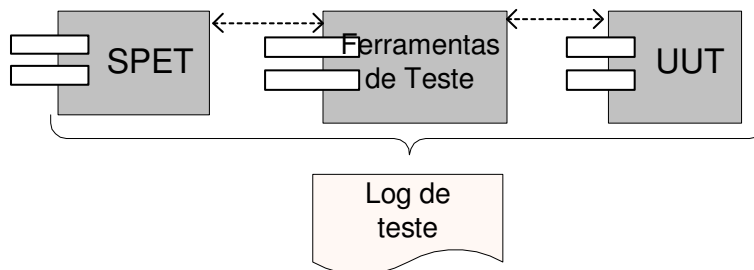 SPET
Ferramentas
de Teste
UUT
Log de
teste